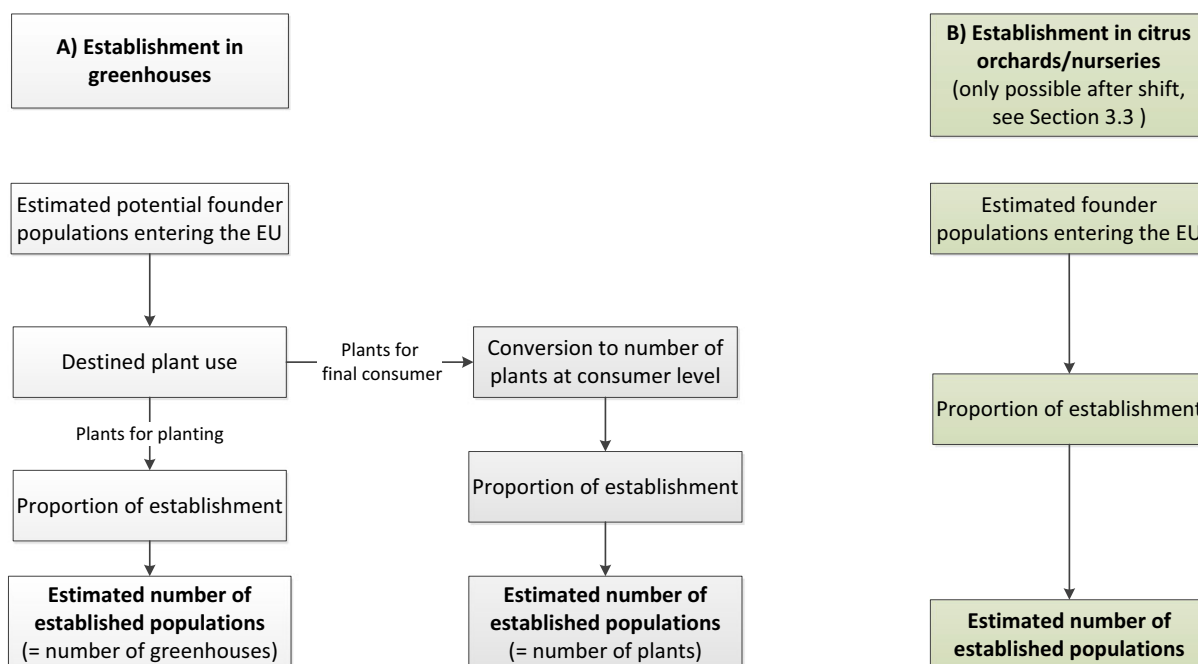 A) Establishment in
greenhouses
B) Establishment in citrus
orchards/nurseries
(only possible after shift,
see Section 3.3 )
Estimated potential founder
populations entering the EU
Estimated founder
populations entering the EU
Destined plant use
Plants for
final consumer
Conversion to number of
plants at consumer level
Plants for planting
Proportion of establishment
Proportion of establishment
Proportion of establishment
Estimated number of
established populations
(= number of greenhouses)
Estimated number of
established populations
(= number of plants)
Estimated number of
established populations